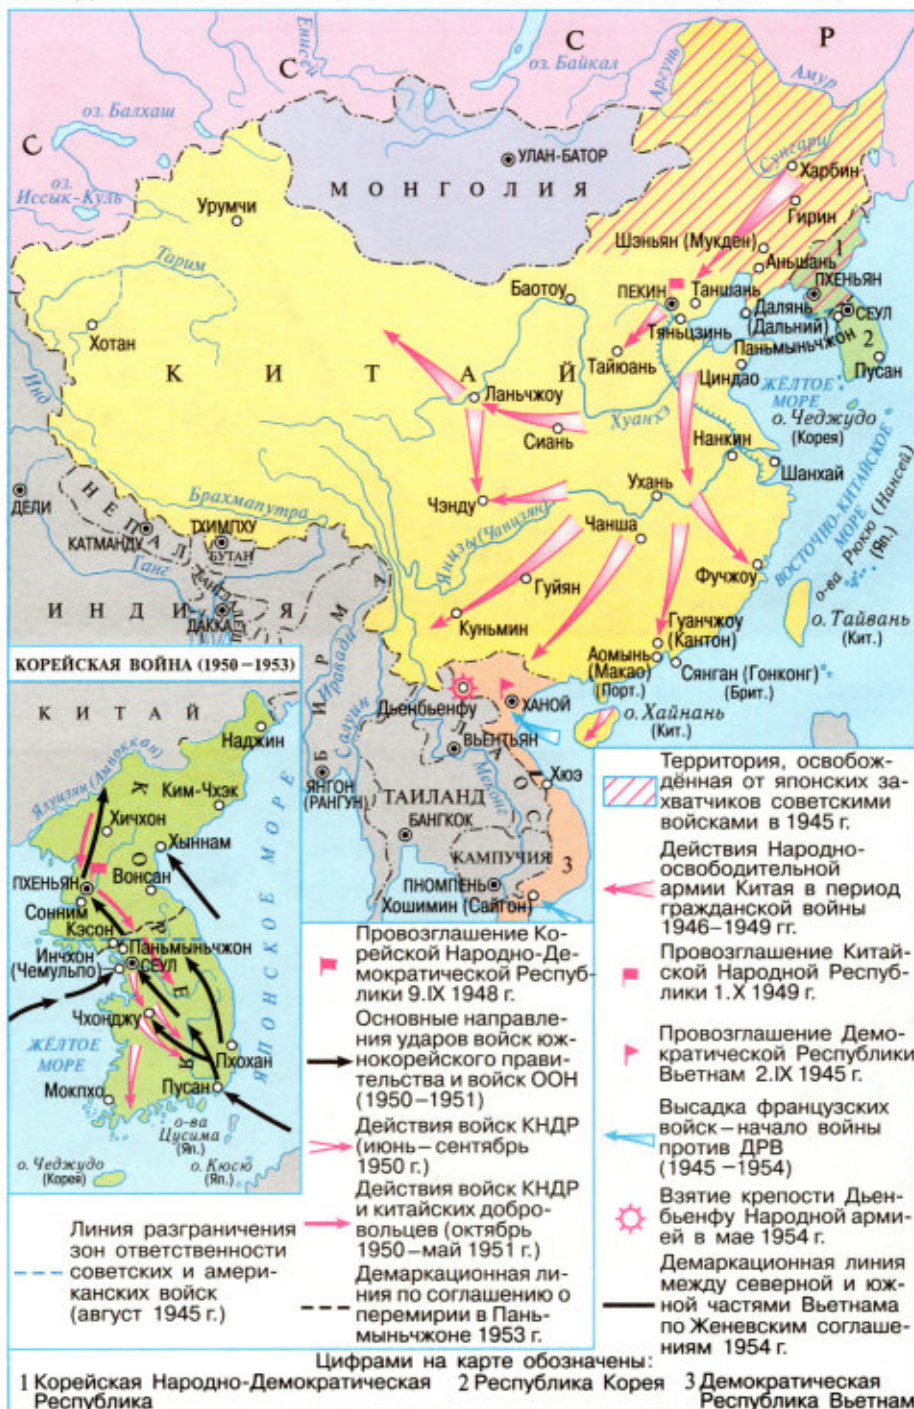 С С С Р
Енисей
оз. Байкал
Аргунь
Амур
оз. Балхаш
оз.
Иссык-Куль
УЛАН-БАТОР
МОНГОЛИЯ
Сунгари
Харбин
Гирин
Урумчи
Шэньян (Мукден)
Аньшань
1
ПХЕНЬЯН
Тарим
Баотоу
ПЕКИН
Таншань
Далянь
(Дальний)
СЕУЛ
Тяньцзинь
Паньмыньчжон
2
Хотан
КИТАЙ
Тайюань
Циндао
Пусан
Инд
Ланьчжоу
Хуанхэ
ЖЁЛТОЕ
МОРЕ
о. Чеджудо
(Корея)
Сиань
Нанкин
Шанхай
ДЕЛИ
НЕПАЛ
Брахмапутра
Чэнду
Ухань
КАТМАНДУ
ТХИМПХУ
БУТАН
Янцзы (Чанцзян)
Чанша
ВОСТОЧНО-КИТАЙСКОЕ
МОРЕ
о-ва Рюкю (Нансей)
(Яп.)
Ганг
Фучжоу
Гуйян
ИНДИЯ
ДАККА
Куньмин
Гуанчжоу
(Кантон)
о. Тайвань
(Кит.)
БИРМА
Иравади
Салуин
Аомынь
(Макао)
(Порт.)
Сянган (Гонконг)
(Брит.)
Дьенбьенфу
ХАНОЙ
о. Хайнань
(Кит.)
ВЬЕНТЬЯН
ЛАОС
Меконг
Хюэ
ЯНГОН
(РАНГУН)
ТАИЛАНД
БАНГКОК
КАМПУЧИЯ
3
ПНОМПЕНЬ
Хошимин (Сайгон)
КОРЕЙСКАЯ ВОЙНА (1950–1953)
КИТАЙ
Наджин
Ялуцзян (Амноккан)
Ким-Чхэк
Хичхон
Хыннам
КОРЕЯ
ПХЕНЬЯН
Вонсан
Сонним
Кэсон
ЯПОНСКОЕ МОРЕ
Инчхон
(Чемульпо)
Паньмыньчжон
СЕУЛ
Чхонджу
ЖЁЛТОЕ
МОРЕ
Пхохан
Мокпхо
Пусан
о-ва
Цусима
(Яп.)
о. Чеджудо
(Корея)
о. Кюсю
(Яп.)
Линия разграничения
зон ответственности
советских и амери-
канских войск
(август 1945 г.)
Провозглашение Ко-
рейской Народно-Де-
мократической Респуб-
лики 9.IX 1948 г.
Основные направле-
ния ударов войск юж-
нокорейского прави-
тельства и войск ООН
(1950–1951)
Действия войск КНДР
(июнь–сентябрь
1950 г.)
Действия войск КНДР
и китайских добро-
вольцев (октябрь
1950–май 1951 г.)
Демаркационная ли-
ния по соглашению о
перемирии в Пань-
мыньчжоне 1953 г.
Территория, освобож-
дённая от японских за-
хватчиков советскими
войсками в 1945 г.
Действия Народно-
освободительной
армии Китая в период
гражданской войны
1946–1949 гг.
Провозглашение Китай-
ской Народной Респуб-
лики 1.X 1949 г.
Провозглашение Демо-
кратической Республики
Вьетнам 2.IX 1945 г.
Высадка французских
войск–начало войны
против ДРВ
(1945–1954)
Взятие крепости Дьен-
бьенфу Народной арми-
ей в мае 1954 г.
Демаркационная линия
между северной и юж-
ной частями Вьетнама
по Женевским соглаше-
ниям 1954 г.
Цифрами на карте обозначены:
1 Корейская Народно-Демократическая
Республика
2 Республика Корея
3 Демократическая
Республика Вьетнам